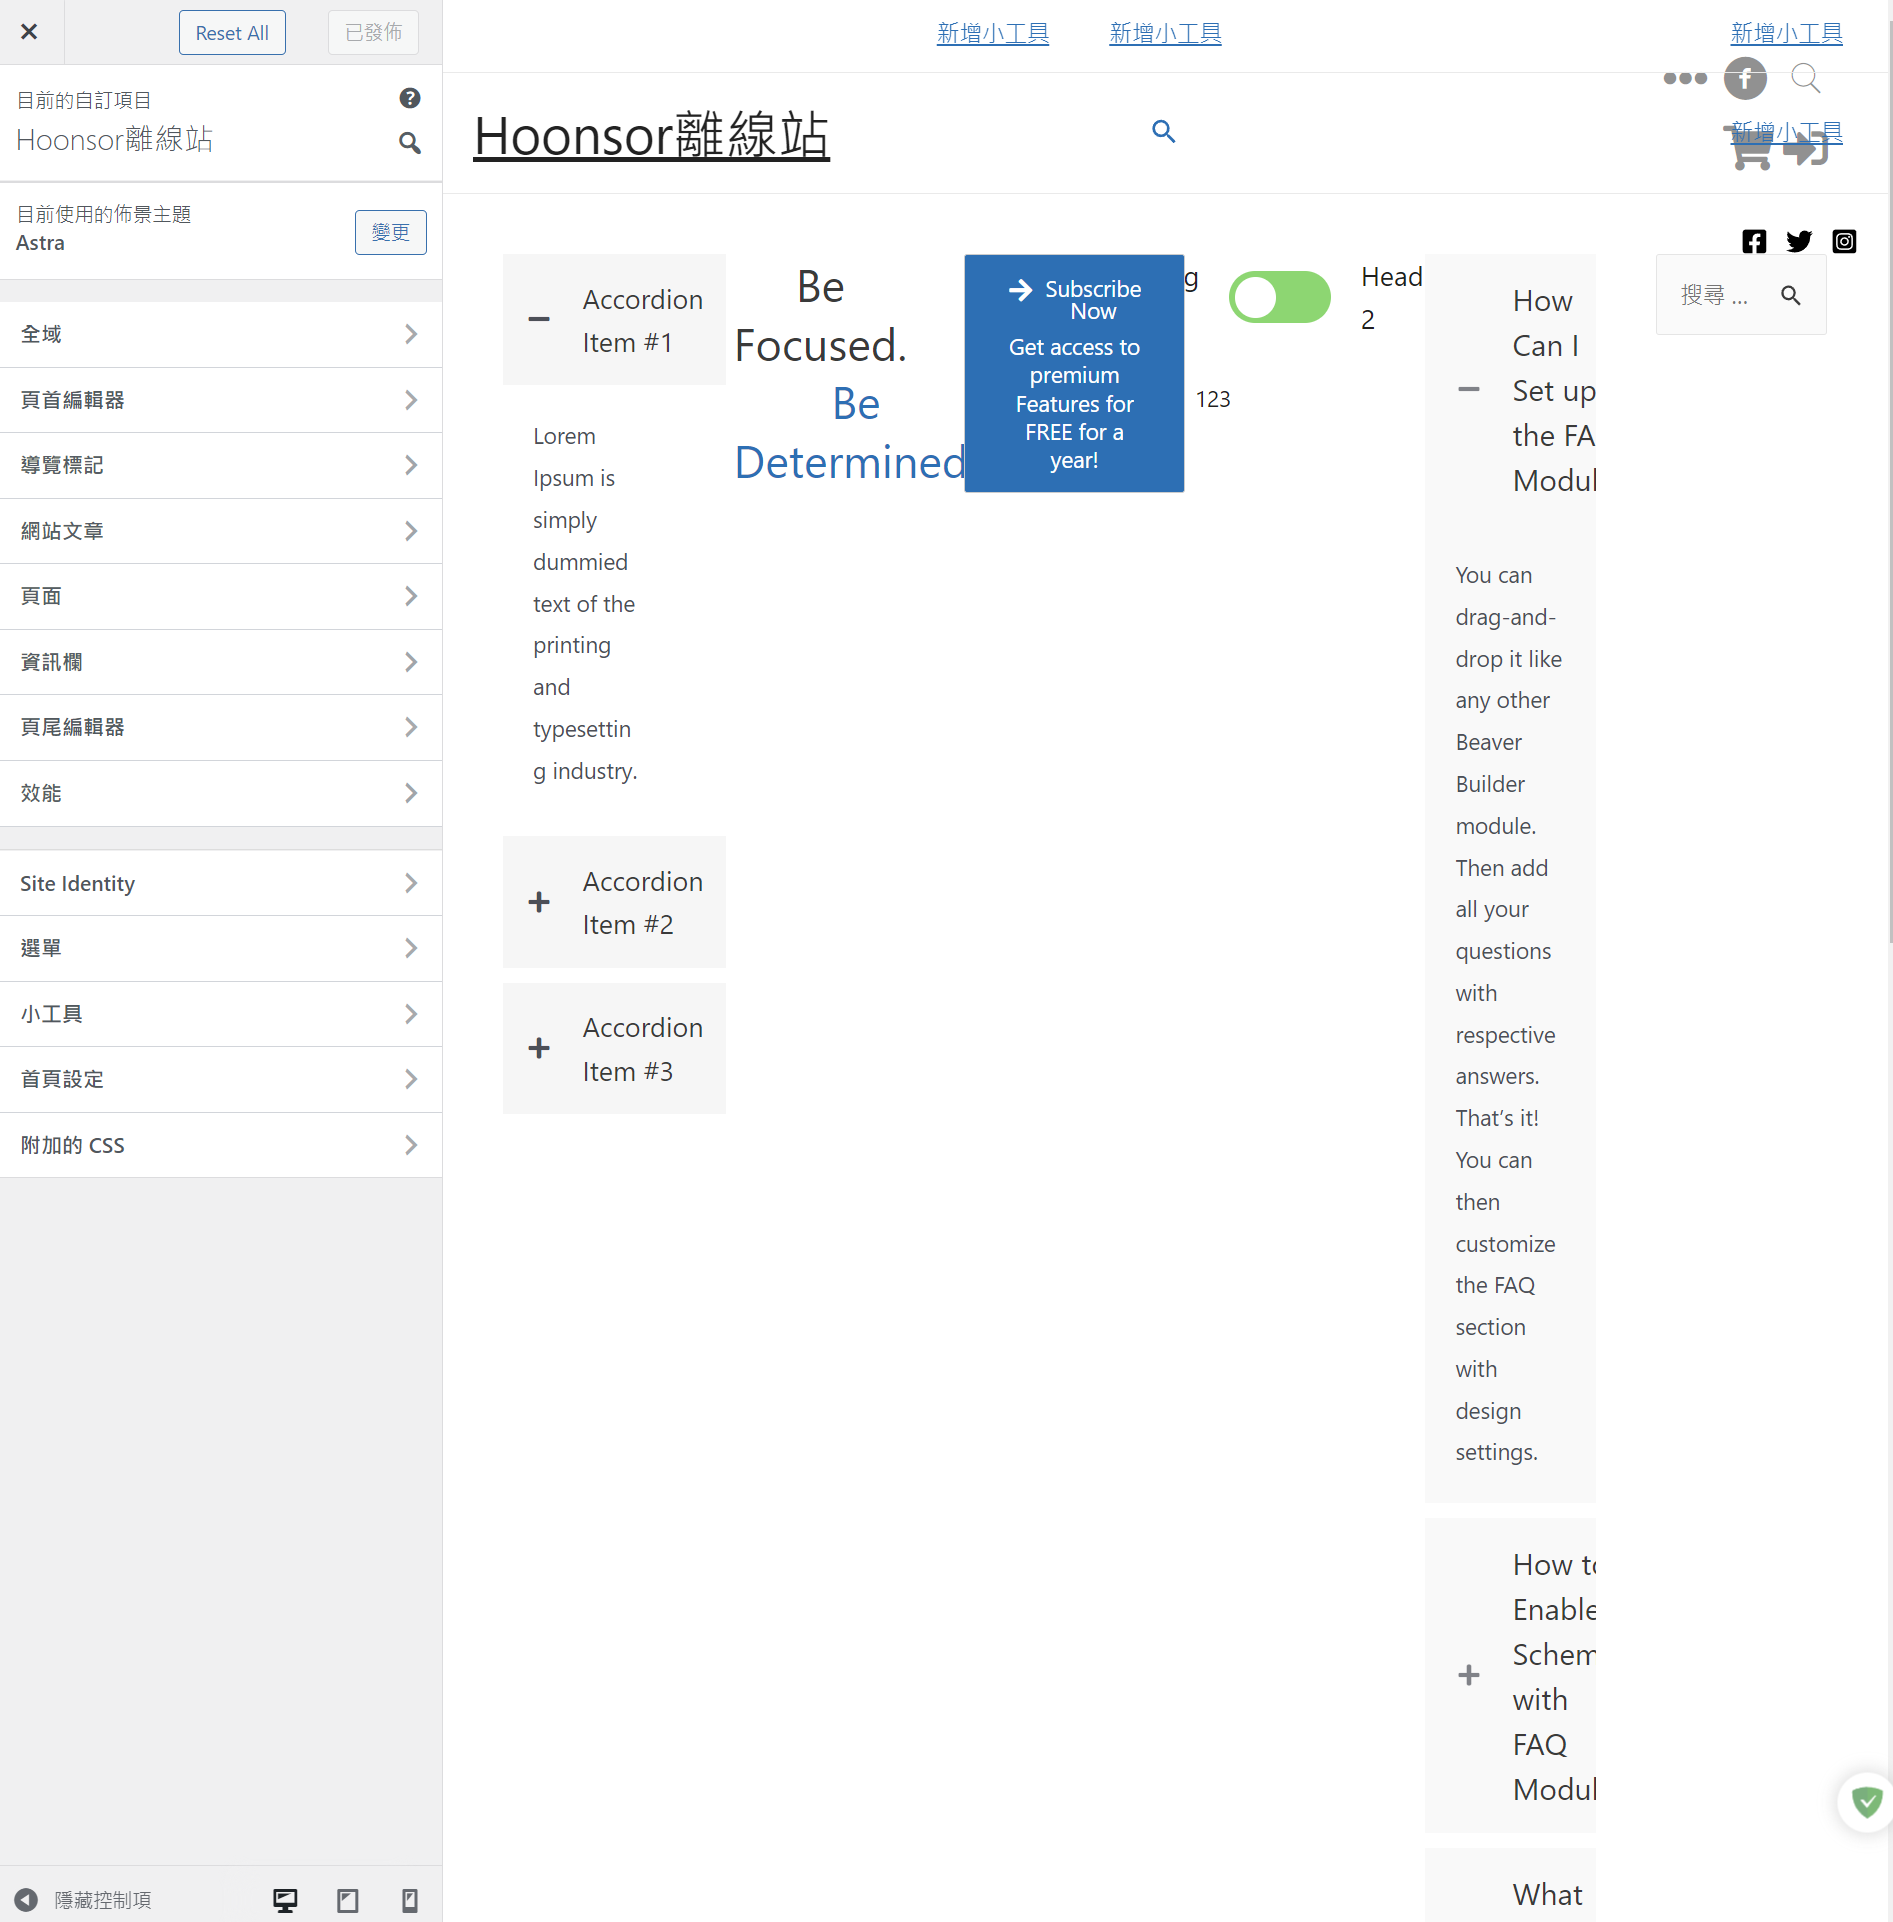 Reset All
已發佈
目前的自訂項目
Hoonsor離線站
目前使用的佈景主題
Astra
變更
全域
頁首編輯器
導覽標記
網站文章
頁面
資訊欄
頁尾編輯器
效能
Site Identity
選單
小工具
首頁設定
附加的 CSS
隱藏控制項
新增小工具
新增小工具
新增小工具
Hoonsor離線站
新增小工具
Accordion
Item #1
Lorem
Ipsum is
simply
dummied
text of the
printing
and
typesettin
g industry.
Accordion
Item #2
Accordion
Item #3
Be
Focused.
Be
Determined
Subscribe
Now
Get access to
premium
Features for
FREE for a
year!
g
Head
2
123
How
Can I
Set up
the FA
Modul
You can
drag-and-
drop it like
any other
Beaver
Builder
module.
Then add
all your
questions
with
respective
answers.
That's it!
You can
then
customize
the FAQ
section
with
design
settings.
How to
Enable
Schem
with
FAQ
Modul
What
搜尋 ...